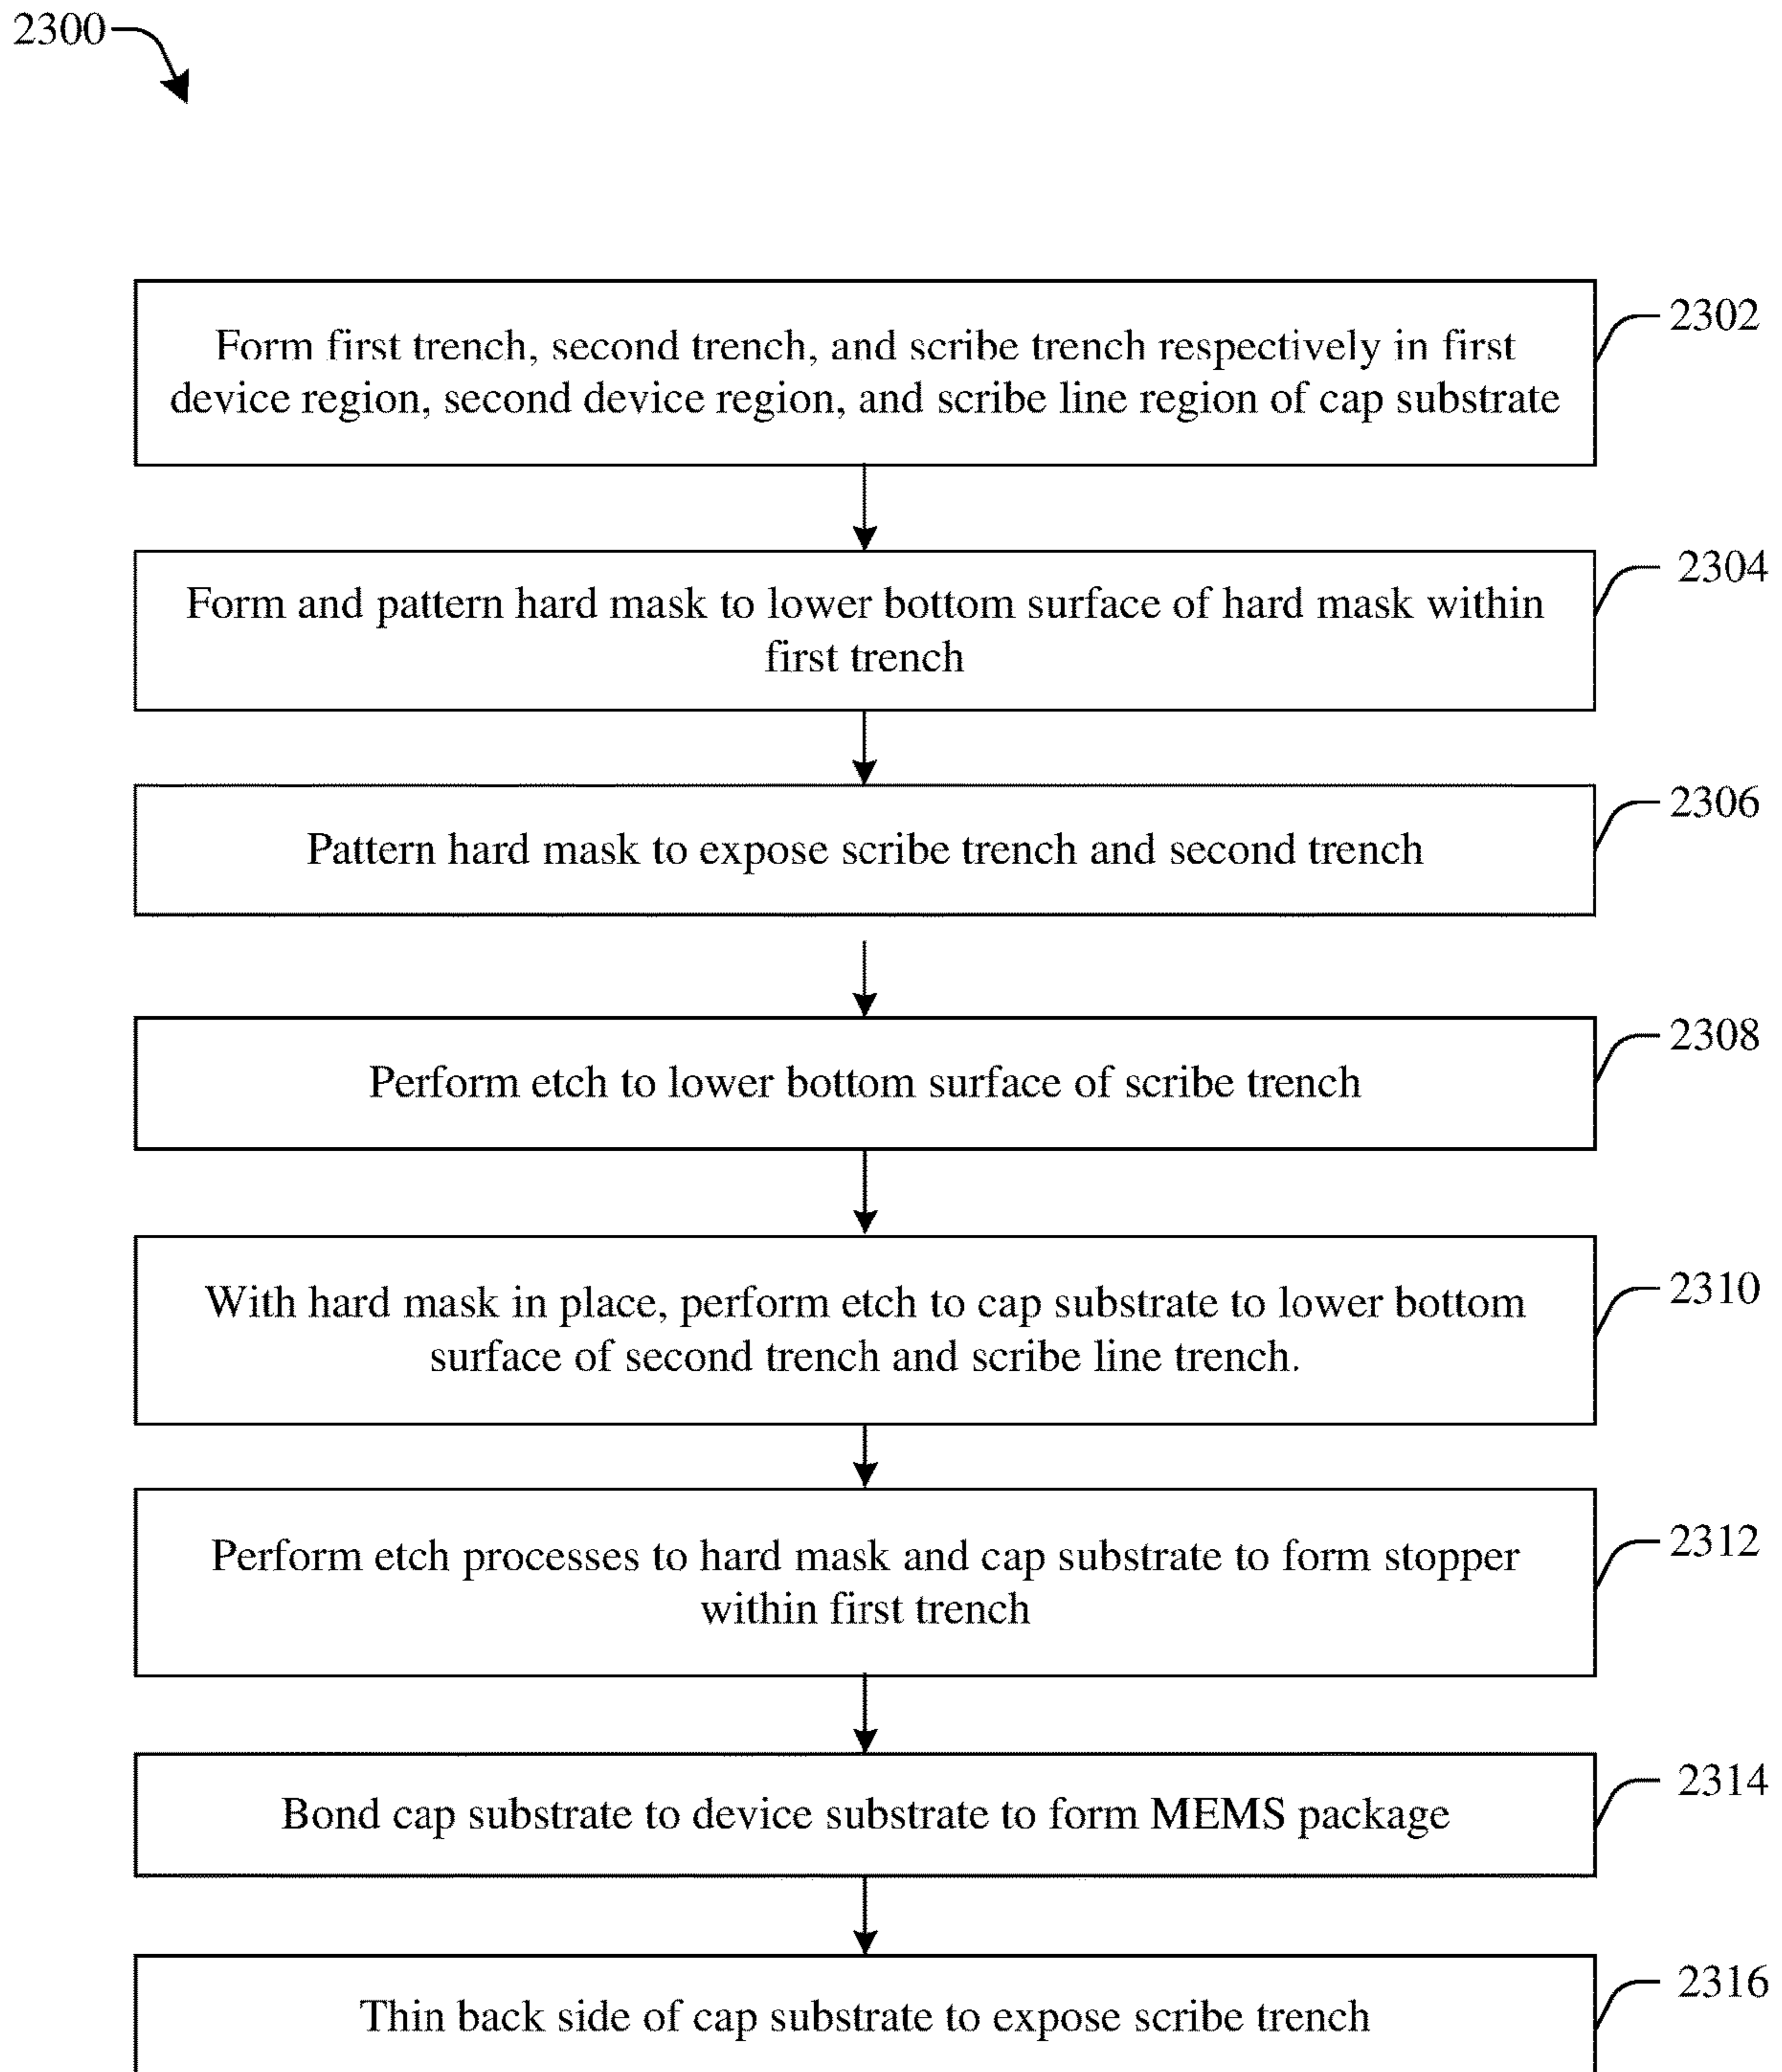 2300
Form first trench, second trench, and scribe trench respectively in first
device region, second device region, and scribe line region of cap substrate
2302
Form and pattern hard mask to lower bottom surface of hard mask within
first trench
2304
Pattern hard mask to expose scribe trench and second trench
2306
Perform etch to lower bottom surface of scribe trench
2308
With hard mask in place, perform etch to cap substrate to lower bottom
surface of second trench and scribe line trench.
2310
Perform etch processes to hard mask and cap substrate to form stopper
within first trench
2312
Bond cap substrate to device substrate to form MEMS package
2314
Thin back side of cap substrate to expose scribe trench
2316